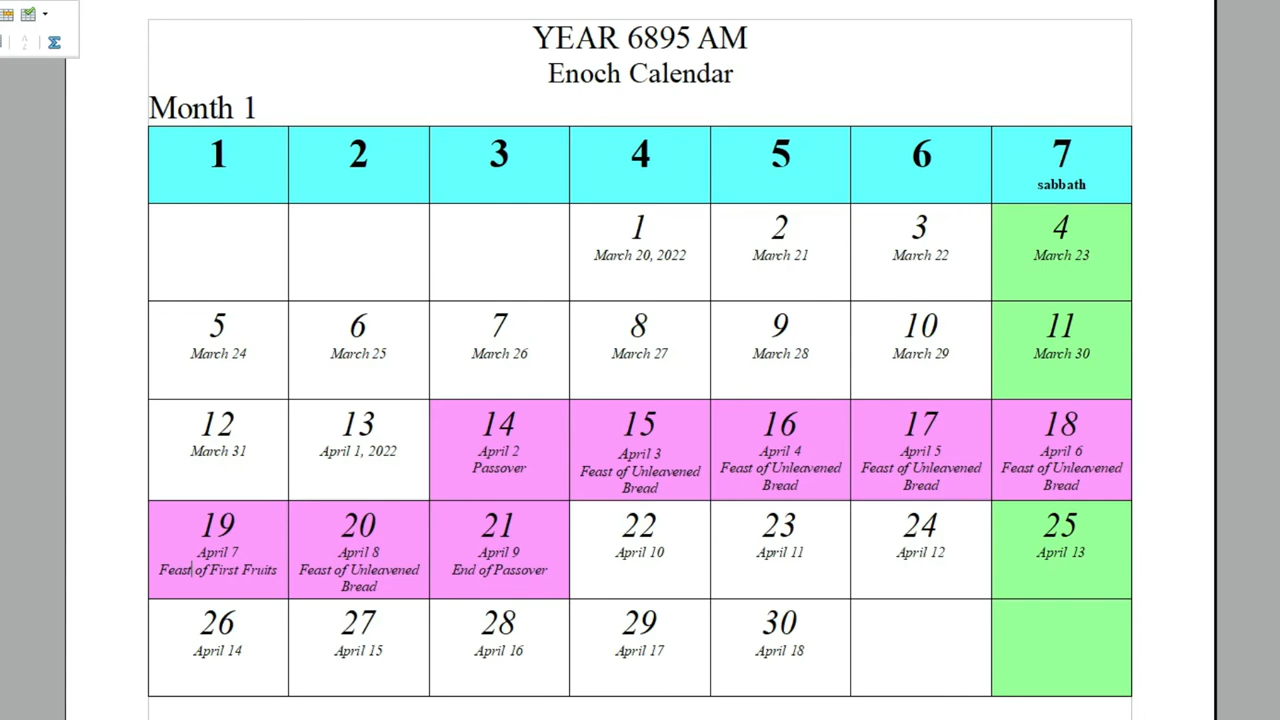 YEAR 6895 AM
Enoch Calendar
Month 1
1 2 3 4 5 6 7
sabbath
1 2 3 4
March 20, 2022 March 21 March 22 March 23
5 6 7 8 9 10 11
March 24 March 25 March 26 March 27 March 28 March 29 March 30
12 13 14 15 16 17 18
March 31 April 1, 2022 April 2 April 3 April 4 April 5 April 6
Passover Feast of Unleavened Feast of Unleavened Feast of Unleavened Feast of Unleavened
Bread Bread Bread Bread
19 20 21 22 23 24 25
April 7 April 8 April 9 April 10 April 11 April 12 April 13
Feast of First Fruits Feast of Unleavened End of Passover
Bread
26 27 28 29 30
April 14 April 15 April 16 April 17 April 18